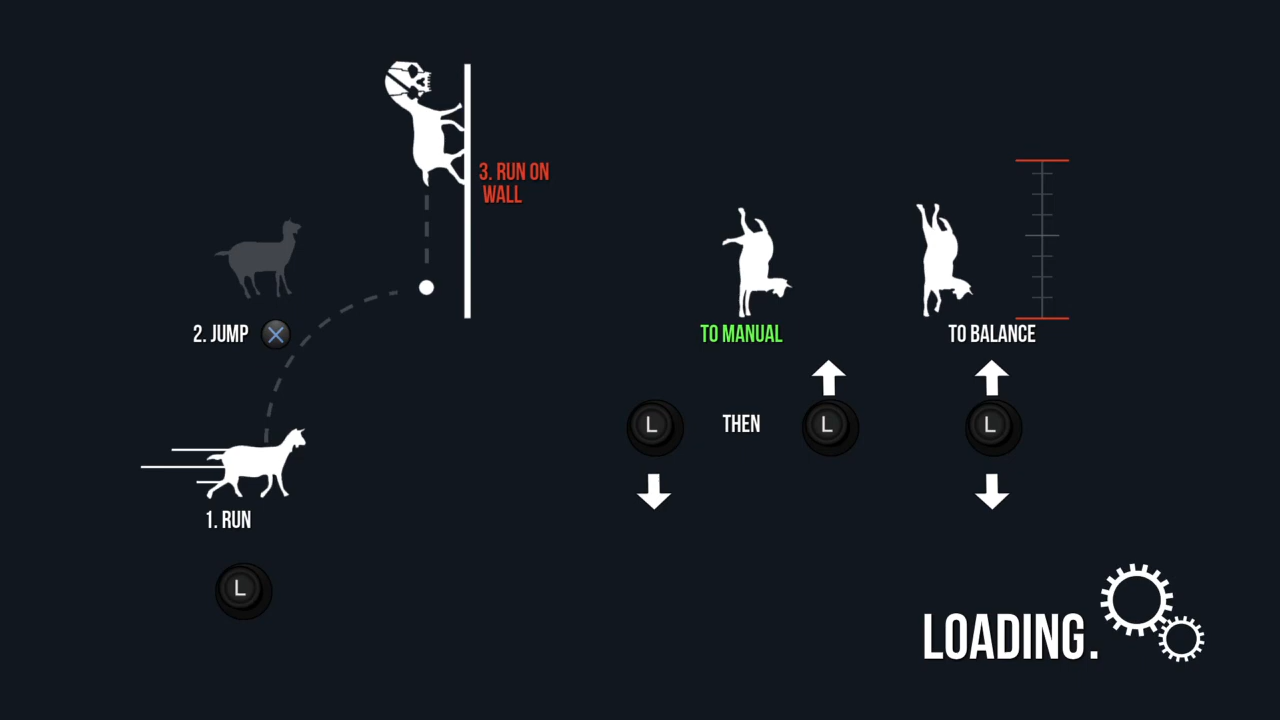 3. RUN ON
WALL
2. JUMP
1. RUN
L
TO MANUAL
TO BALANCE
L THEN L L
LOADING.